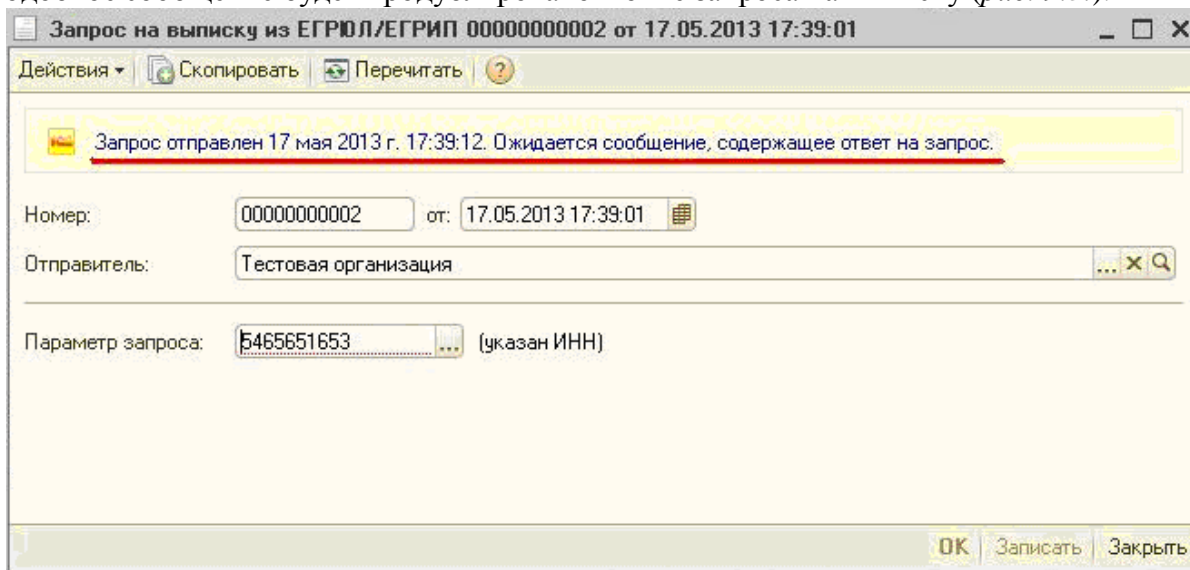 Запрос на выписку из ЕГРЮЛ/ЕГРИП 00000000002 от 17.05.2013 17:39:01
Действия Скопировать Перечитать ?
Запрос отправлен 17 мая 2013 г. 17:39:12. Ожидается сообщение, содержащее ответ на запрос.
Номер: 00000000002 от: 17.05.2013 17:39:01
Отправитель: Тестовая организация ...
Параметр запроса: 5465651653 ... (указан ИНН)
OK Записать Закрыть